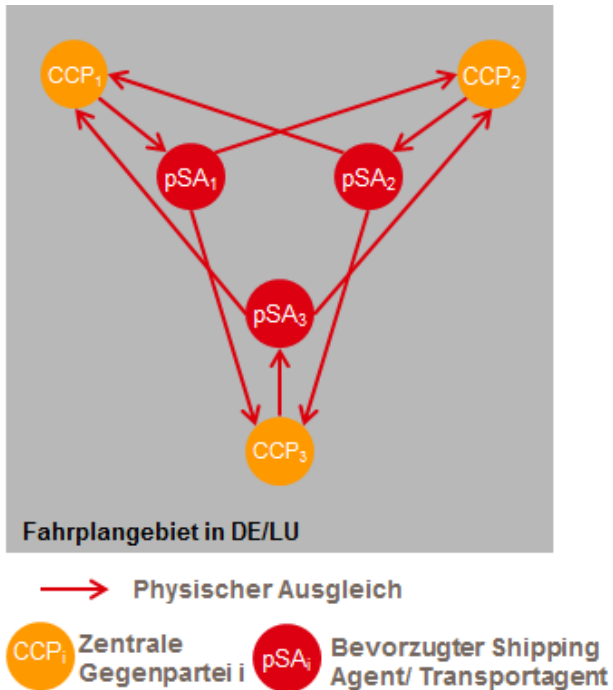 CCP₁
CCP₂
pSA₁
pSA₂
pSA₃
CCP₃
Fahrplangebiet in DE/LU
Physischer Ausgleich
CCPᵢ
Zentrale
Gegenpartei i
pSAᵢ
Bevorzugter Shipping
Agent/ Transportagent